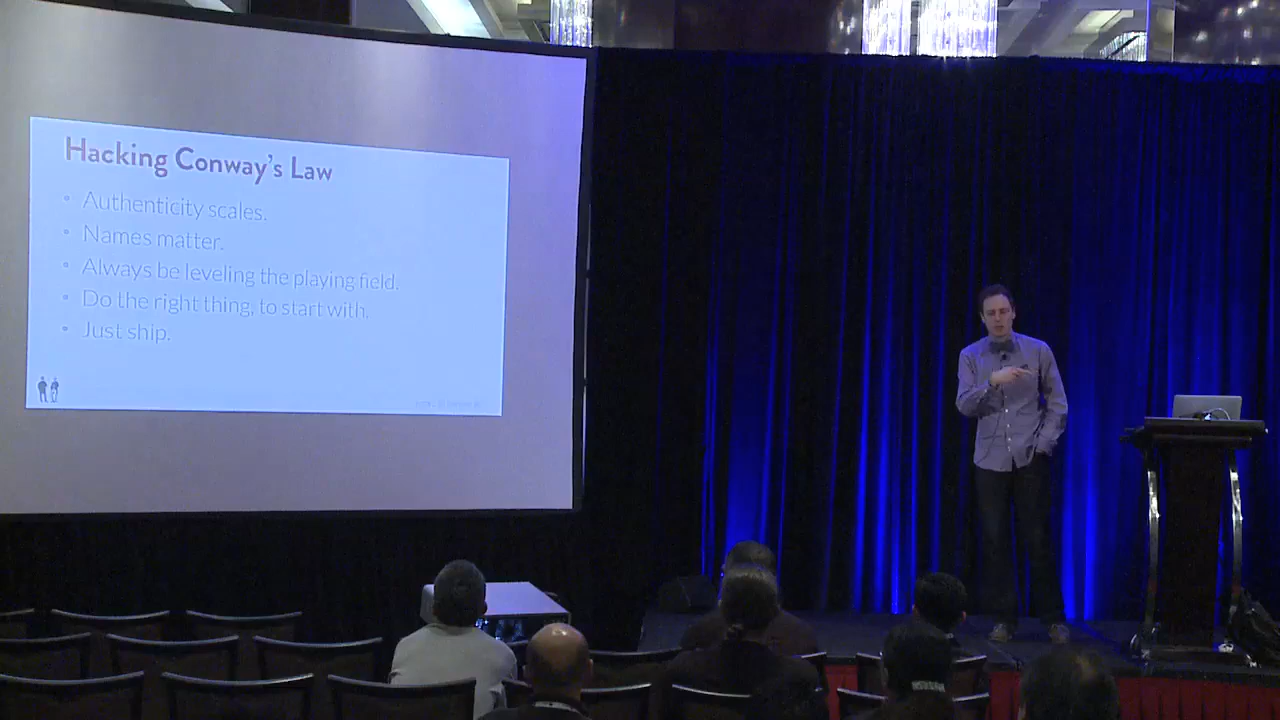 Hacking Conway's Law
• Authenticity scales.
• Names matter.
• Always be leveling the playing field.
• Do the right thing, to start with.
• Just ship.